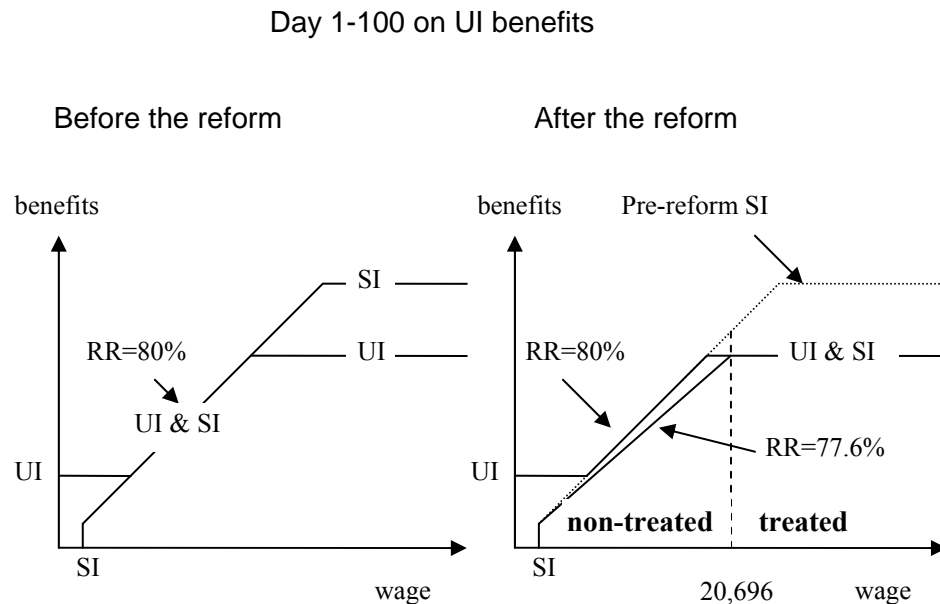 Day 1-100 on UI benefits
Before the reform
After the reform
benefits
SI
RR=80%
UI
UI & SI
UI
SI
wage
benefits
Pre-reform SI
RR=80%
UI & SI
RR=77.6%
UI
non-treated
treated
SI
20,696
wage